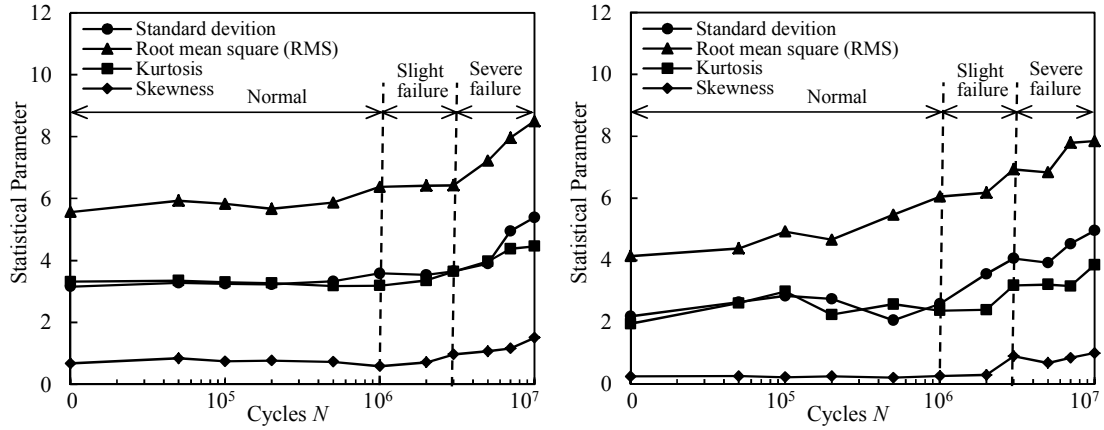 12
10
8
6
4
2
0
Statistical Parameter
Standard devition
Root mean square (RMS)
Kurtosis
Skewness
Normal
Slight
failure
Severe
failure
0
10⁵
10⁶
10⁷
Cycles N
12
10
8
6
4
2
0
Statistical Parameter
Standard devition
Root mean square (RMS)
Kurtosis
Skewness
Normal
Slight
failure
Severe
failure
0
10⁵
10⁶
10⁷
Cycles N